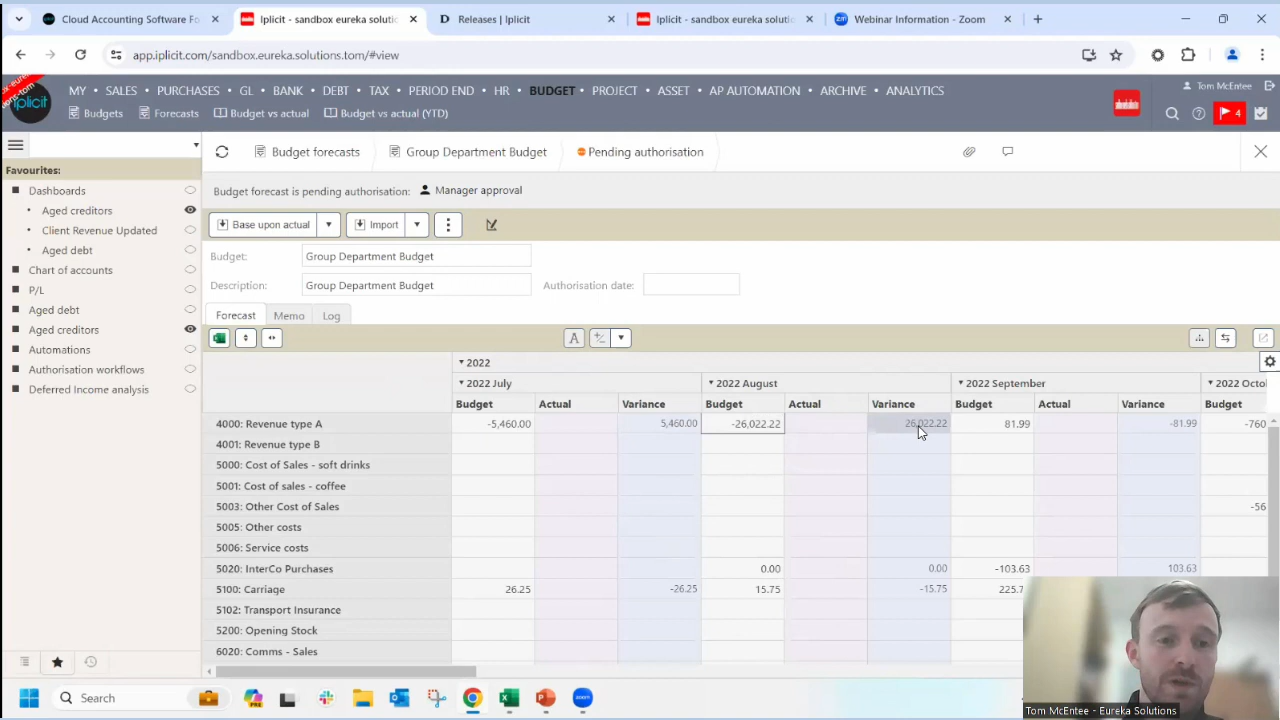 Cloud Accounting Software Fo
Iplicit - sandbox eureka solutio
Releases | Iplicit
Iplicit - sandbox eureka solutio
Webinar Information - Zoom
app.iplicit.com/sandbox.eureka.solutions.tom/#view
iplicit
MY SALES PURCHASES GL BANK DEBT TAX PERIOD END HR BUDGET PROJECT ASSET AP AUTOMATION ARCHIVE ANALYTICS
Tom McEntee
Budgets Forecasts Budget vs actual Budget vs actual (YTD)
4
Favourites:
Dashboards
Aged creditors
Client Revenue Updated
Aged debt
Chart of accounts
P/L
Aged debt
Aged creditors
Automations
Authorisation workflows
Deferred Income analysis
Budget forecasts Group Department Budget Pending authorisation
Budget forecast is pending authorisation: Manager approval
Base upon actual Import
Budget: Group Department Budget
Description: Group Department Budget Authorisation date:
Forecast Memo Log
A
2022
2022 July 2022 August 2022 September 2022 Octo
Budget Actual Variance Budget Actual Variance Budget Actual Variance Budget
4000: Revenue type A -5,460.00 5,460.00 -26,022.22 26,022.22 81.99 -81.99 -760
4001: Revenue type B
5000: Cost of Sales - soft drinks
5001: Cost of sales - coffee
5003: Other Cost of Sales -56
5005: Other costs
5006: Service costs
5020: InterCo Purchases 0.00 0.00 -103.63 103.63
5100: Carriage 26.25 -26.25 15.75 -15.75 225.7
5102: Transport Insurance
5200: Opening Stock
6020: Comms - Sales
Search
Tom McEntee - Eureka Solutions